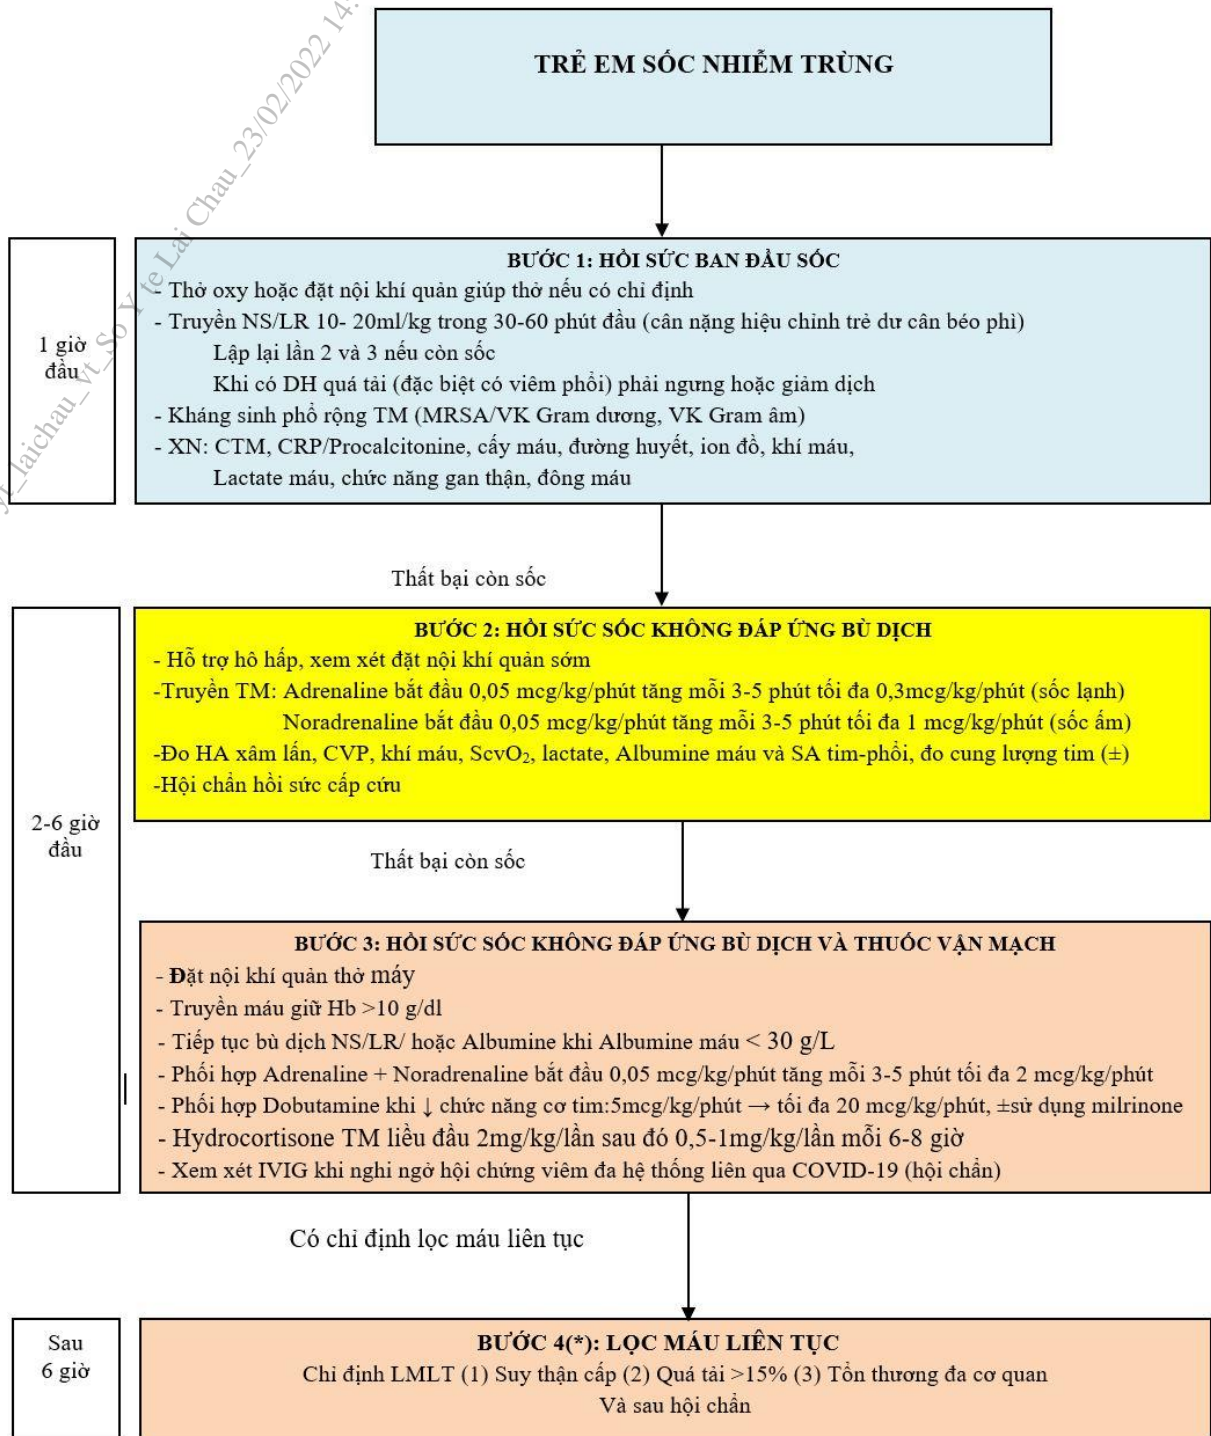 yt_laichau_vt_So Y te Lai Chau_23/02/2022 14:
TRẺ EM SỐC NHIỄM TRÙNG
1 giờ
đầu
BƯỚC 1: HỒI SỨC BAN ĐẦU SỐC
- Thở oxy hoặc đặt nội khí quản giúp thở nếu có chỉ định
- Truyền NS/LR 10- 20ml/kg trong 30-60 phút đầu (cân nặng hiệu chỉnh trẻ dư cân béo phì)
Lập lại lần 2 và 3 nếu còn sốc
Khi có DH quá tải (đặc biệt có viêm phổi) phải ngưng hoặc giảm dịch
- Kháng sinh phổ rộng TM (MRSA/VK Gram dương, VK Gram âm)
- XN: CTM, CRP/Procalcitonine, cấy máu, đường huyết, ion đồ, khí máu,
Lactate máu, chức năng gan thận, đông máu
Thất bại còn sốc
2-6 giờ
đầu
BƯỚC 2: HỒI SỨC SỐC KHÔNG ĐÁP ỨNG BÙ DỊCH
- Hỗ trợ hô hấp, xem xét đặt nội khí quản sớm
-Truyền TM: Adrenaline bắt đầu 0,05 mcg/kg/phút tăng mỗi 3-5 phút tối đa 0,3mcg/kg/phút (sốc lạnh)
Noradrenaline bắt đầu 0,05 mcg/kg/phút tăng mỗi 3-5 phút tối đa 1 mcg/kg/phút (sốc ấm)
-Đo HA xâm lấn, CVP, khí máu, ScvO₂, lactate, Albumine máu và SA tim-phổi, đo cung lượng tim (±)
-Hội chẩn hồi sức cấp cứu
Thất bại còn sốc
BƯỚC 3: HỒI SỨC SỐC KHÔNG ĐÁP ỨNG BÙ DỊCH VÀ THUỐC VẬN MẠCH
- Đặt nội khí quản thở máy
- Truyền máu giữ Hb >10 g/dl
- Tiếp tục bù dịch NS/LR/ hoặc Albumine khi Albumine máu < 30 g/L
- Phối hợp Adrenaline + Noradrenaline bắt đầu 0,05 mcg/kg/phút tăng mỗi 3-5 phút tối đa 2 mcg/kg/phút
- Phối hợp Dobutamine khi ↓ chức năng cơ tim:5mcg/kg/phút → tối đa 20 mcg/kg/phút, ±sử dụng milrinone
- Hydrocortisone TM liều đầu 2mg/kg/lần sau đó 0,5-1mg/kg/lần mỗi 6-8 giờ
- Xem xét IVIG khi nghi ngờ hội chứng viêm đa hệ thống liên qua COVID-19 (hội chẩn)
Có chỉ định lọc máu liên tục
Sau
6 giờ
BƯỚC 4(*): LỌC MÁU LIÊN TỤC
Chỉ định LMLT (1) Suy thận cấp (2) Quá tải >15% (3) Tổn thương đa cơ quan
Và sau hội chẩn